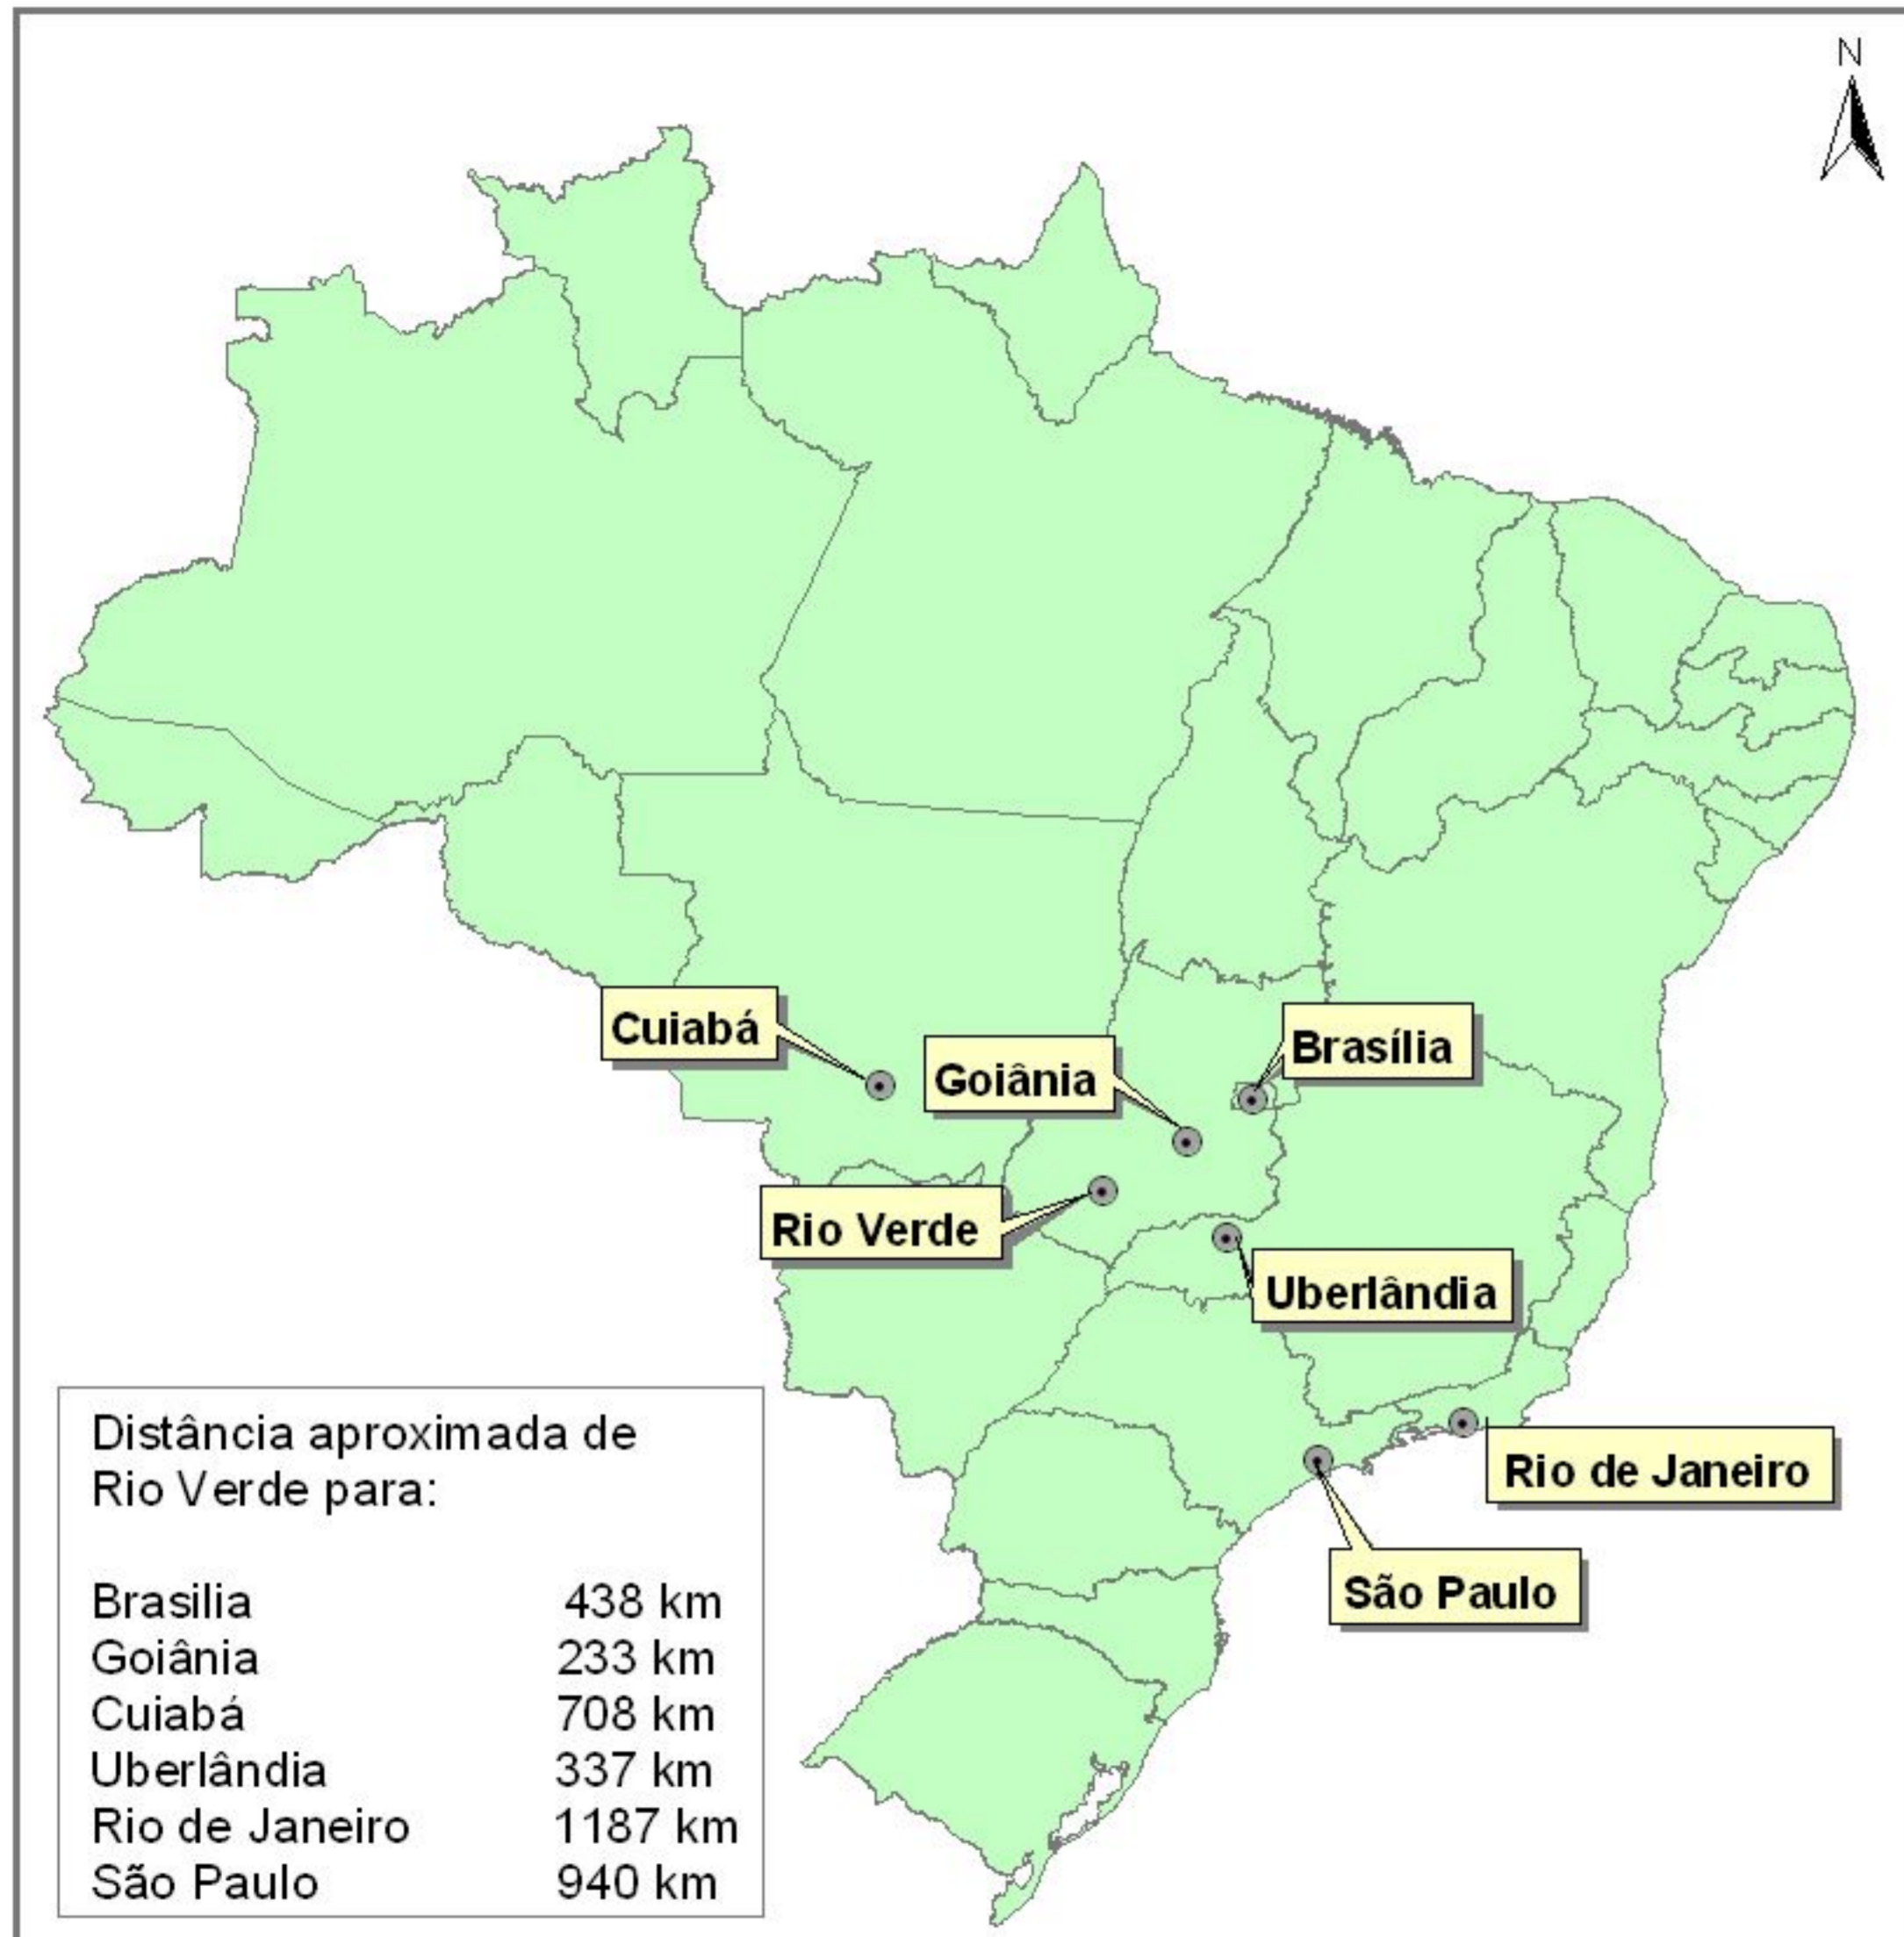 N
Cuiabá
Brasília
Goiânia
Rio Verde
Uberlândia
Rio de Janeiro
São Paulo
Distância aproximada de
Rio Verde para:
Brasilia 438 km
Goiânia 233 km
Cuiabá 708 km
Uberlândia 337 km
Rio de Janeiro 1187 km
São Paulo 940 km